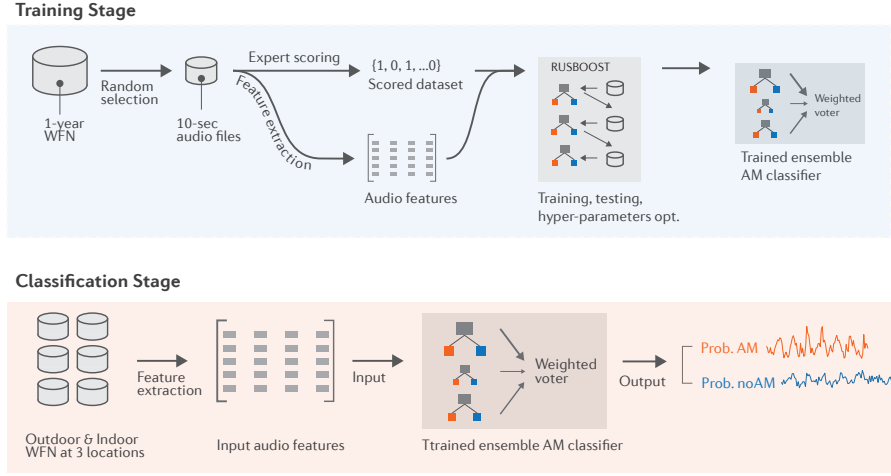 Training Stage
Expert scoring
Random
selection
Feature extraction
1-year
WFN
10-sec
audio files
{1, 0, 1, ...0}
Scored dataset
Audio features
RUSBOOST
Training, testing,
hyper-parameters opt.
Weighted
voter
Trained ensemble
AM classifier
Classification Stage
Outdoor & Indoor
WFN at 3 locations
Feature
extraction
Input audio features
Input
Weighted
voter
Ttrained ensemble AM classifier
Output
Prob. AM
Prob. noAM